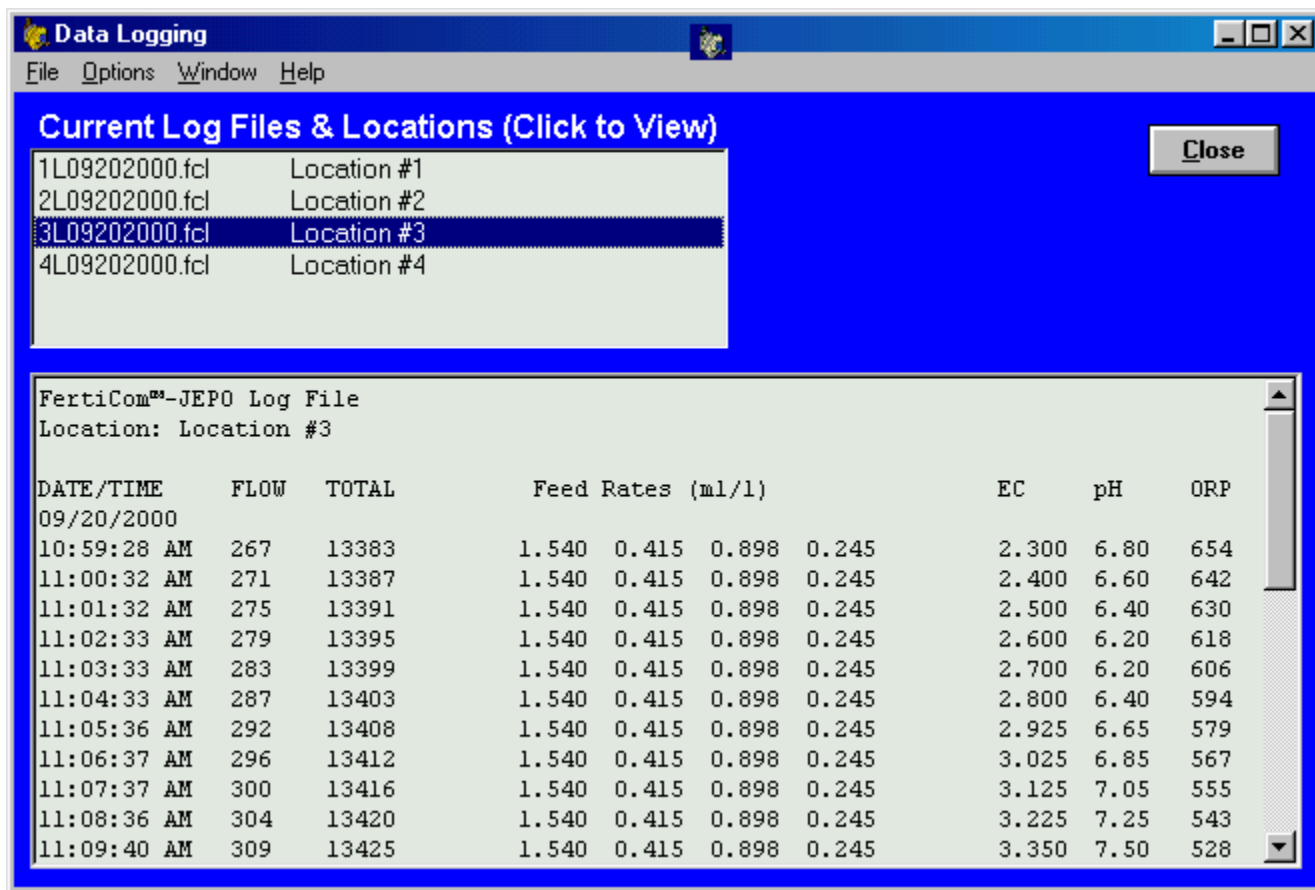 Data Logging
File Options Window Help
Current Log Files & Locations (Click to View)
Close
1L09202000.fcl Location #1
2L09202000.fcl Location #2
3L09202000.fcl Location #3
4L09202000.fcl Location #4
FertiCom™-JEPO Log File
Location: Location #3
DATE/TIME FLOW TOTAL Feed Rates (ml/l) EC pH ORP
09/20/2000
10:59:28 AM 267 13383 1.540 0.415 0.898 0.245 2.300 6.80 654
11:00:32 AM 271 13387 1.540 0.415 0.898 0.245 2.400 6.60 642
11:01:32 AM 275 13391 1.540 0.415 0.898 0.245 2.500 6.40 630
11:02:33 AM 279 13395 1.540 0.415 0.898 0.245 2.600 6.20 618
11:03:33 AM 283 13399 1.540 0.415 0.898 0.245 2.700 6.20 606
11:04:33 AM 287 13403 1.540 0.415 0.898 0.245 2.800 6.40 594
11:05:36 AM 292 13408 1.540 0.415 0.898 0.245 2.925 6.65 579
11:06:37 AM 296 13412 1.540 0.415 0.898 0.245 3.025 6.85 567
11:07:37 AM 300 13416 1.540 0.415 0.898 0.245 3.125 7.05 555
11:08:36 AM 304 13420 1.540 0.415 0.898 0.245 3.225 7.25 543
11:09:40 AM 309 13425 1.540 0.415 0.898 0.245 3.350 7.50 528